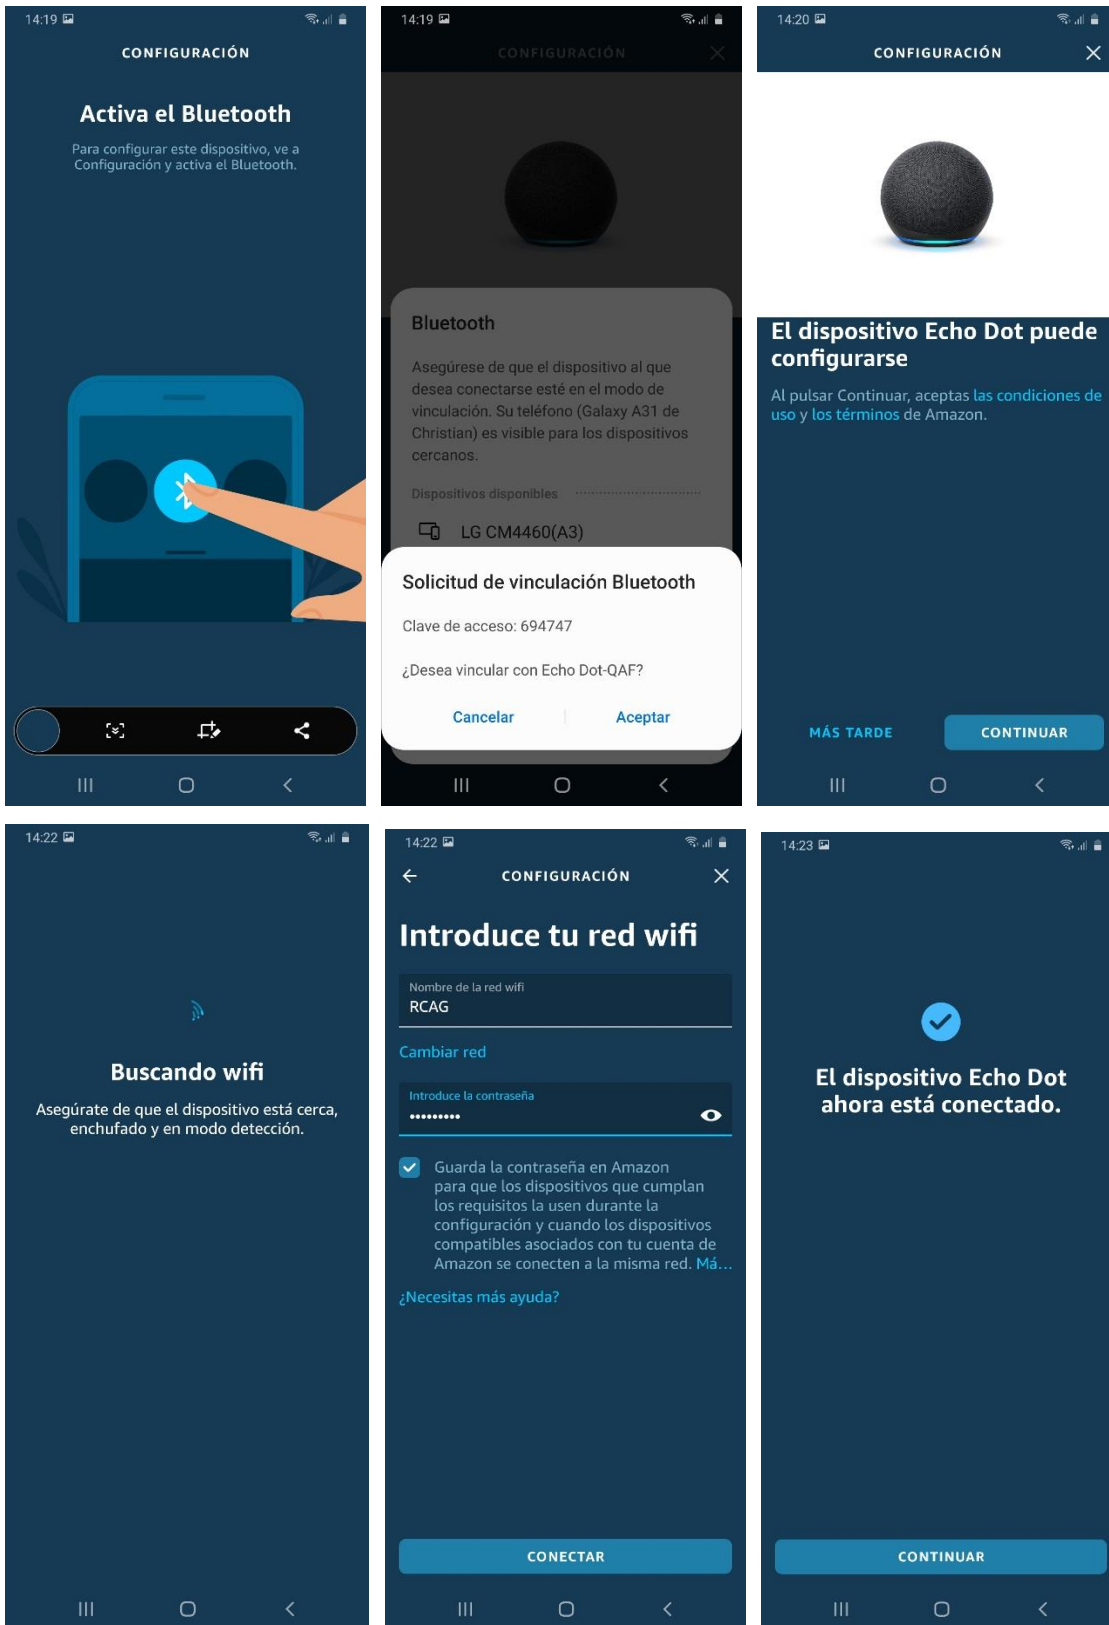 14:19
CONFIGURACIÓN
Activa el Bluetooth
Para configurar este dispositivo, ve a
Configuración y activa el Bluetooth.
14:19
CONFIGURACIÓN
Bluetooth
Asegúrese de que el dispositivo al que
desea conectarse esté en el modo de
vinculación. Su teléfono (Galaxy A31 de
Christian) es visible para los dispositivos
cercanos.
Dispositivos disponibles
LG CM4460(A3)
Solicitud de vinculación Bluetooth
Clave de acceso: 694747
¿Desea vincular con Echo Dot-QAF?
Cancelar
Aceptar
14:20
CONFIGURACIÓN
El dispositivo Echo Dot puede
configurarse
Al pulsar Continuar, aceptas las condiciones de
uso y los términos de Amazon.
MÁS TARDE
CONTINUAR
14:22
Buscando wifi
Asegúrate de que el dispositivo está cerca,
enchufado y en modo detección.
14:22
CONFIGURACIÓN
Introduce tu red wifi
Nombre de la red wifi
RCAG
Cambiar red
Introduce la contraseña
•••••••••
Guarda la contraseña en Amazon
para que los dispositivos que cumplan
los requisitos la usen durante la
configuración y cuando los dispositivos
compatibles asociados con tu cuenta de
Amazon se conecten a la misma red. Má...
¿Necesitas más ayuda?
CONECTAR
14:23
El dispositivo Echo Dot
ahora está conectado.
CONTINUAR